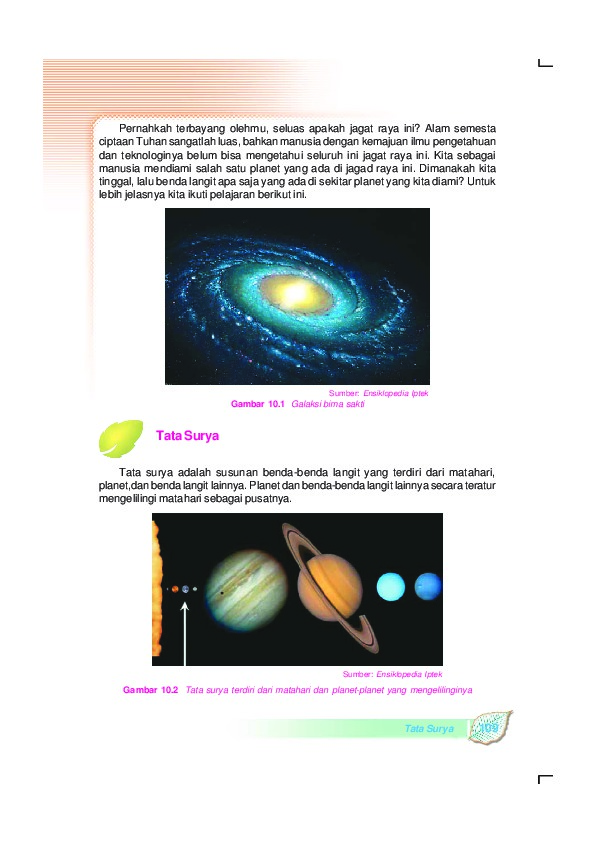 Pernahkah terbayang olehmu, seluas apakah jagat raya ini? Alam semesta
ciptaan Tuhan sangatlah luas, bahkan manusia dengan kemajuan ilmu pengetahuan
dan teknologinya belum bisa mengetahui seluruh ini jagat raya ini. Kita sebagai
manusia mendiami salah satu planet yang ada di jagad raya ini. Dimanakah kita
tinggal, lalu benda langit apa saja yang ada di sekitar planet yang kita diami? Untuk
lebih jelasnya kita ikuti pelajaran berikut ini.
Sumber: Ensiklopedia Iptek
Gambar 10.1 Galaksi bima sakti
Tata Surya
Tata surya adalah susunan benda-benda langit yang terdiri dari matahari,
planet,dan benda langit lainnya. Planet dan benda-benda langit lainnya secara teratur
mengelilingi matahari sebagai pusatnya.
Sumber: Ensiklopedia Iptek
Gambar 10.2 Tata surya terdiri dari matahari dan planet-planet yang mengelilinginya
Tata Surya 109